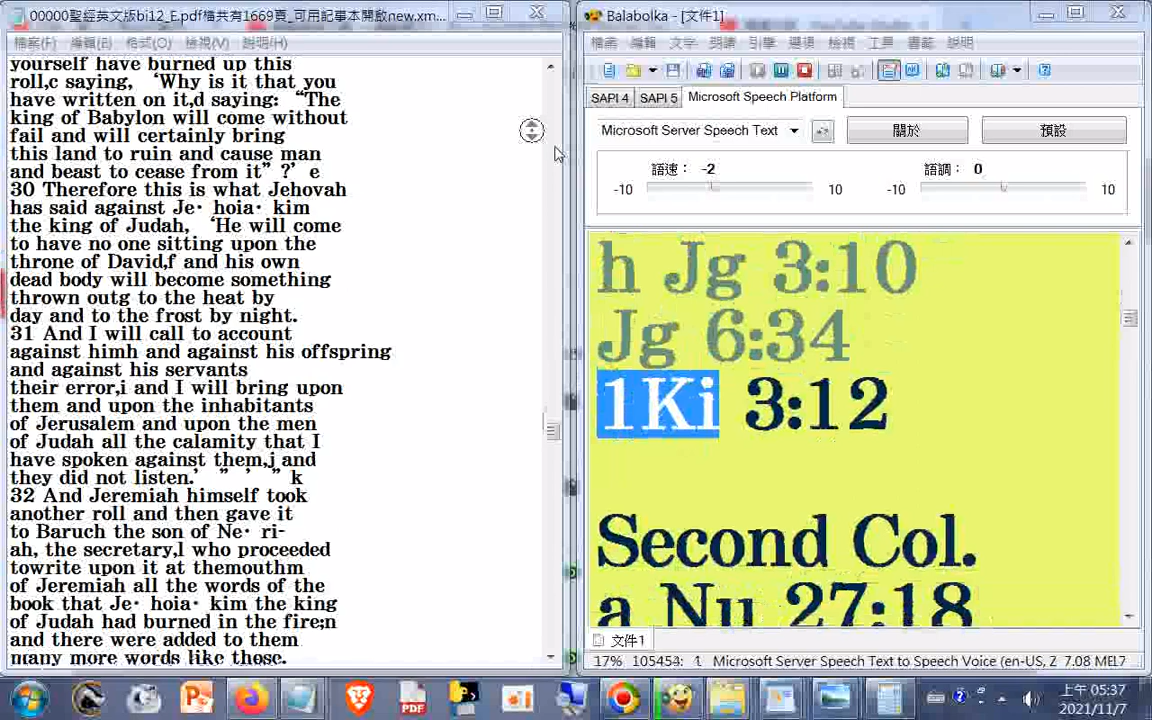 00000聖經英文版bi12_E.pdf檔共有1669頁_可用記事本開啟new.xm...
檔案(F) 編輯(E) 格式(O) 檢視(V) 說明(H)
yourself have burned up this
roll,c saying, ‘Why is it that you
have written on it,d saying: “The
king of Babylon will come without
fail and will certainly bring
this land to ruin and cause man
and beast to cease from it” ?’ e
30 Therefore this is what Jehovah
has said against Je· hoia· kim
the king of Judah, ‘He will come
to have no one sitting upon the
throne of David,f and his own
dead body will become something
thrown outg to the heat by
day and to the frost by night.
31 And I will call to account
against himh and against his offspring
and against his servants
their error,i and I will bring upon
them and upon the inhabitants
of Jerusalem and upon the men
of Judah all the calamity that I
have spoken against them,j and
they did not listen.’ ” ’ ” k
32 And Jeremiah himself took
another roll and then gave it
to Baruch the son of Ne· ri-
ah, the secretary,l who proceeded
towrite upon it at themouthm
of Jeremiah all the words of the
book that Je· hoia· kim the king
of Judah had burned in the fire;n
and there were added to them
many more words like those.
Balabolka - [文件1]
檔案 編輯 文字 朗讀 引擎 選項 檢視 工具 書籤 說明
SAPI 4 SAPI 5 Microsoft Speech Platform
Microsoft Server Speech Text 關於 預設
語速： -2 語調： 0
-10 10 -10 10
h Jg 3:10
Jg 6:34
1Ki 3:12
Second Col.
a Nu 27:18
文件1
17% 105454: 1 Microsoft Server Speech Text to Speech Voice (en-US, Z 7.08 MEL7
PDF
上午 05:37
2021/11/7